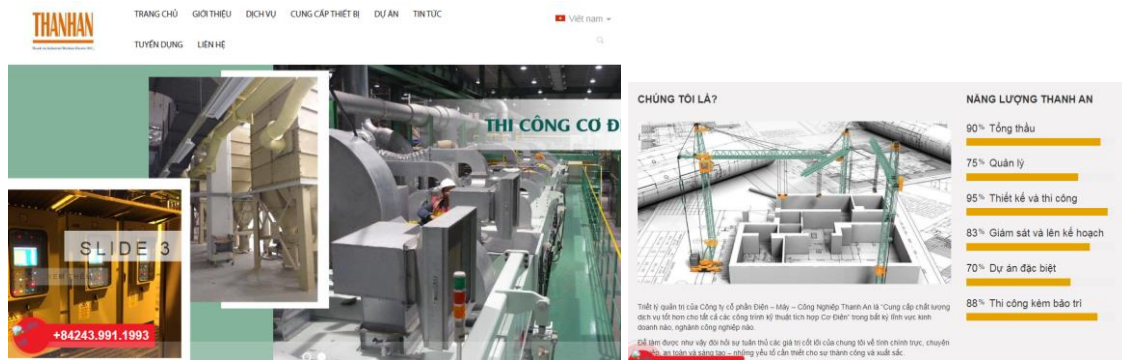 THANHAN
TRANG CHỦ GIỚI THIỆU DỊCH VỤ CUNG CẤP THIẾT BỊ DỰ ÁN TIN TỨC
Việt nam
TUYỂN DỤNG LIÊN HỆ
THI CÔNG CƠ Đ
SLIDE 3
+84243.991.1993
CHÚNG TÔI LÀ?
Triết lý quản trị của Công ty cổ phần Điện – Máy – Công Nghiệp Thanh An là "Cung cấp chất lượng
dịch vụ tốt hơn cho tất cả các công trình kỹ thuật tích hợp Cơ Điện" trong bất kỳ lĩnh vực kinh
doanh nào, nghành công nghiệp nào.
Để làm được như vậy đòi hỏi sự tuân thủ các giá trị cốt lõi của chúng tôi về tính chính trực, chuyên
an toàn và sáng tạo – những yếu tố cần thiết cho sự thành công và xuất sắc.
NĂNG LƯỢNG THANH AN
90% Tổng thầu
75% Quản lý
95% Thiết kế và thi công
83% Giám sát và lên kế hoạch
70% Dự án đặc biệt
88% Thi công kèm bảo trì